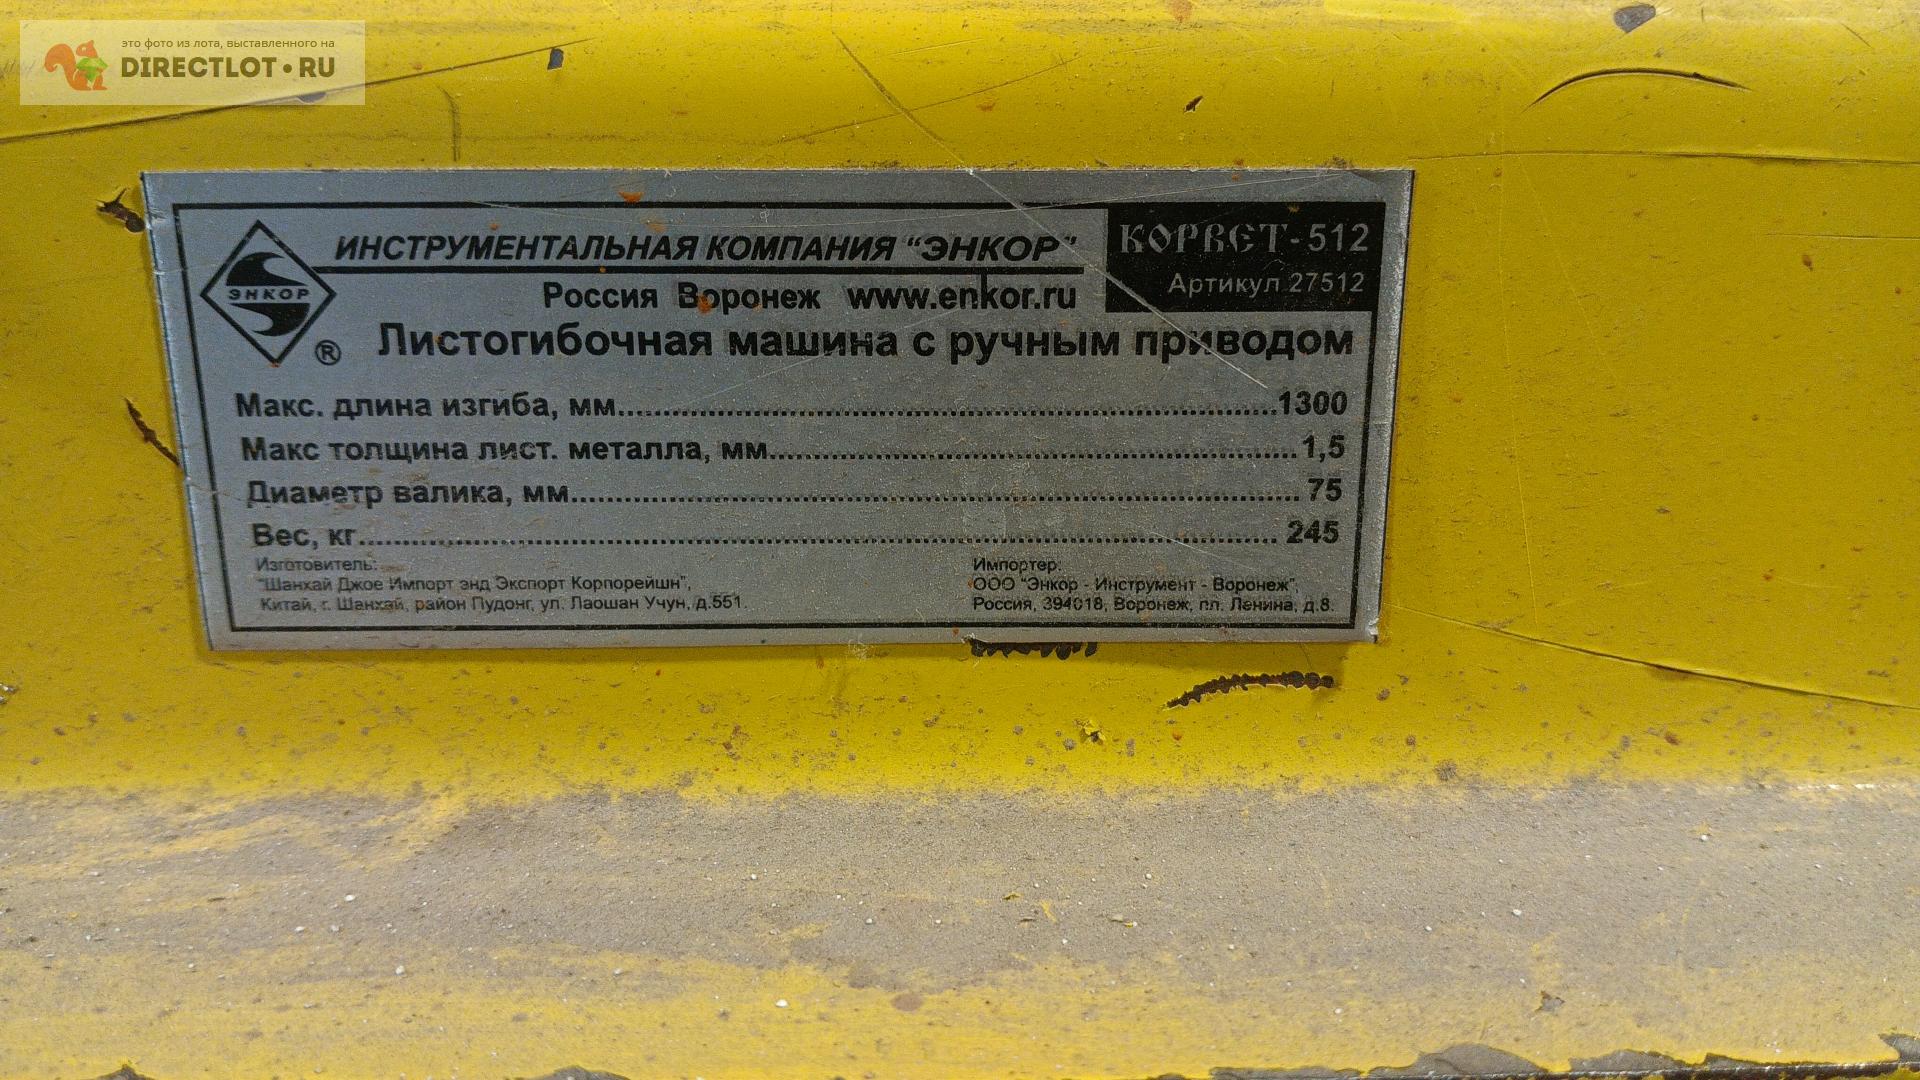 это фото из лота, выставленного на
DIRECTLOT.RU
ИНСТРУМЕНТАЛЬНАЯ КОМПАНИЯ "ЭНКОР"
КОРВЕТ-512
Артикул 27512
ЭНКОР
®
Россия Воронеж www.enkor.ru
Листогибочная машина с ручным приводом
Макс. длина изгиба, мм.....1300
Макс толщина лист. металла, мм.....1,5
Диаметр валика, мм.....75
Вес, кг.....245
Изготовитель:
"Шанхай Джое Импорт энд Экспорт Корпорейшн",
Китай, г. Шанхай, район Пудонг, ул. Лаошан Учун, д.551.
Импортер:
ООО "Энкор - Инструмент - Воронеж",
Россия, 394018, Воронеж, пл. Ленина, д.8.